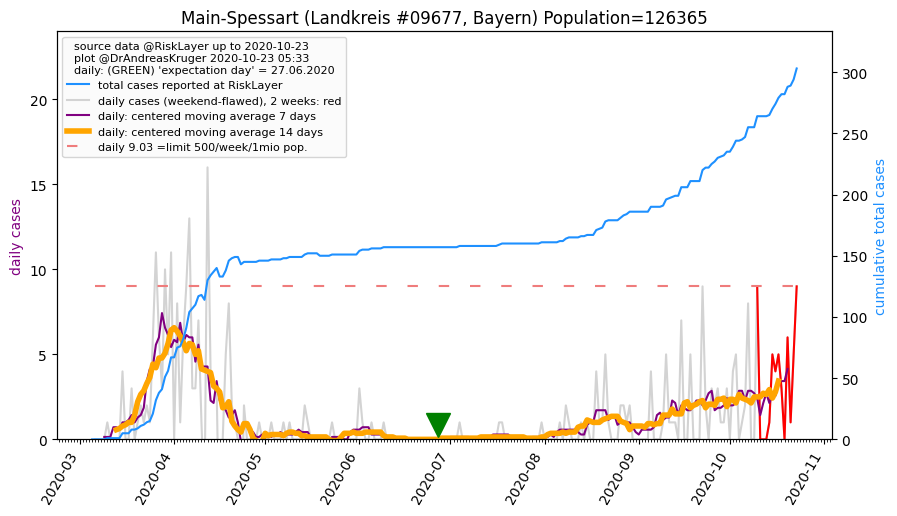 Main-Spessart (Landkreis #09677, Bayern) Population=126365
source data @RiskLayer up to 2020-10-23
plot @DrAndreasKruger 2020-10-23 05:33
daily: (GREEN) 'expectation day' = 27.06.2020
total cases reported at RiskLayer
daily cases (weekend-flawed), 2 weeks: red
daily: centered moving average 7 days
daily: centered moving average 14 days
daily 9.03 =limit 500/week/1mio pop.
daily cases
20
15
10
5
0
cumulative total cases
300
250
200
150
100
50
0
2020-03
2020-04
2020-05
2020-06
2020-07
2020-08
2020-09
2020-10
2020-11